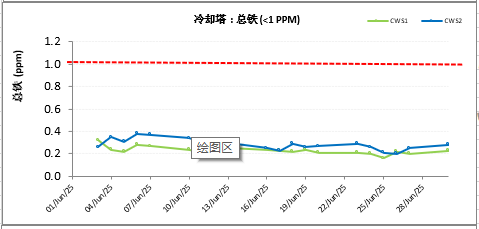 冷却塔：总铁 (<1 PPM)
CWS1
CWS2
总铁 (ppm)
1.2
1.0
0.8
0.6
0.4
0.2
0.0
绘图区
01/Jun/25
04/Jun/25
07/Jun/25
10/Jun/25
13/Jun/25
16/Jun/25
19/Jun/25
22/Jun/25
25/Jun/25
28/Jun/25